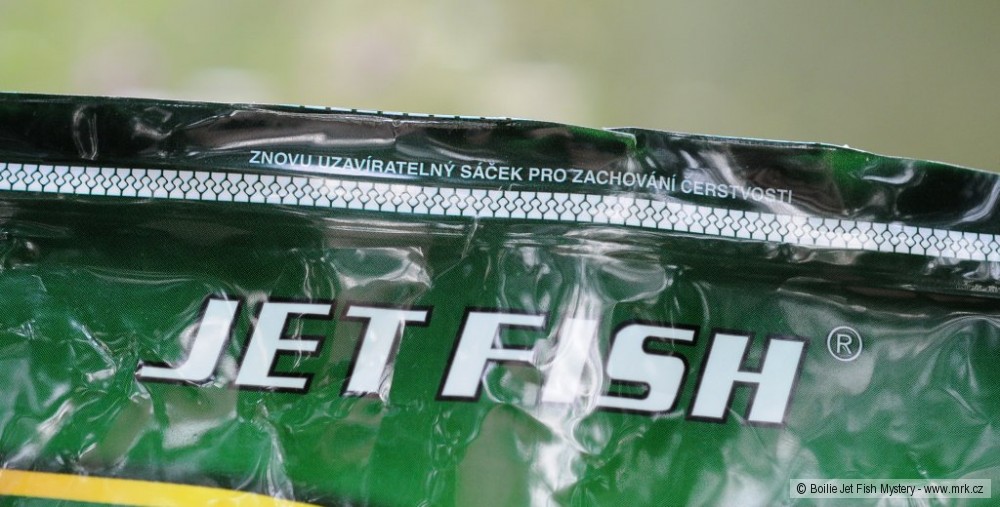 ZNOVU UZAVÍRATELNÝ SÁČEK PRO ZACHOVÁNÍ ČERSTVOSTI
JET FISH ®
© Boilie Jet Fish Mystery - www.mrk.cz